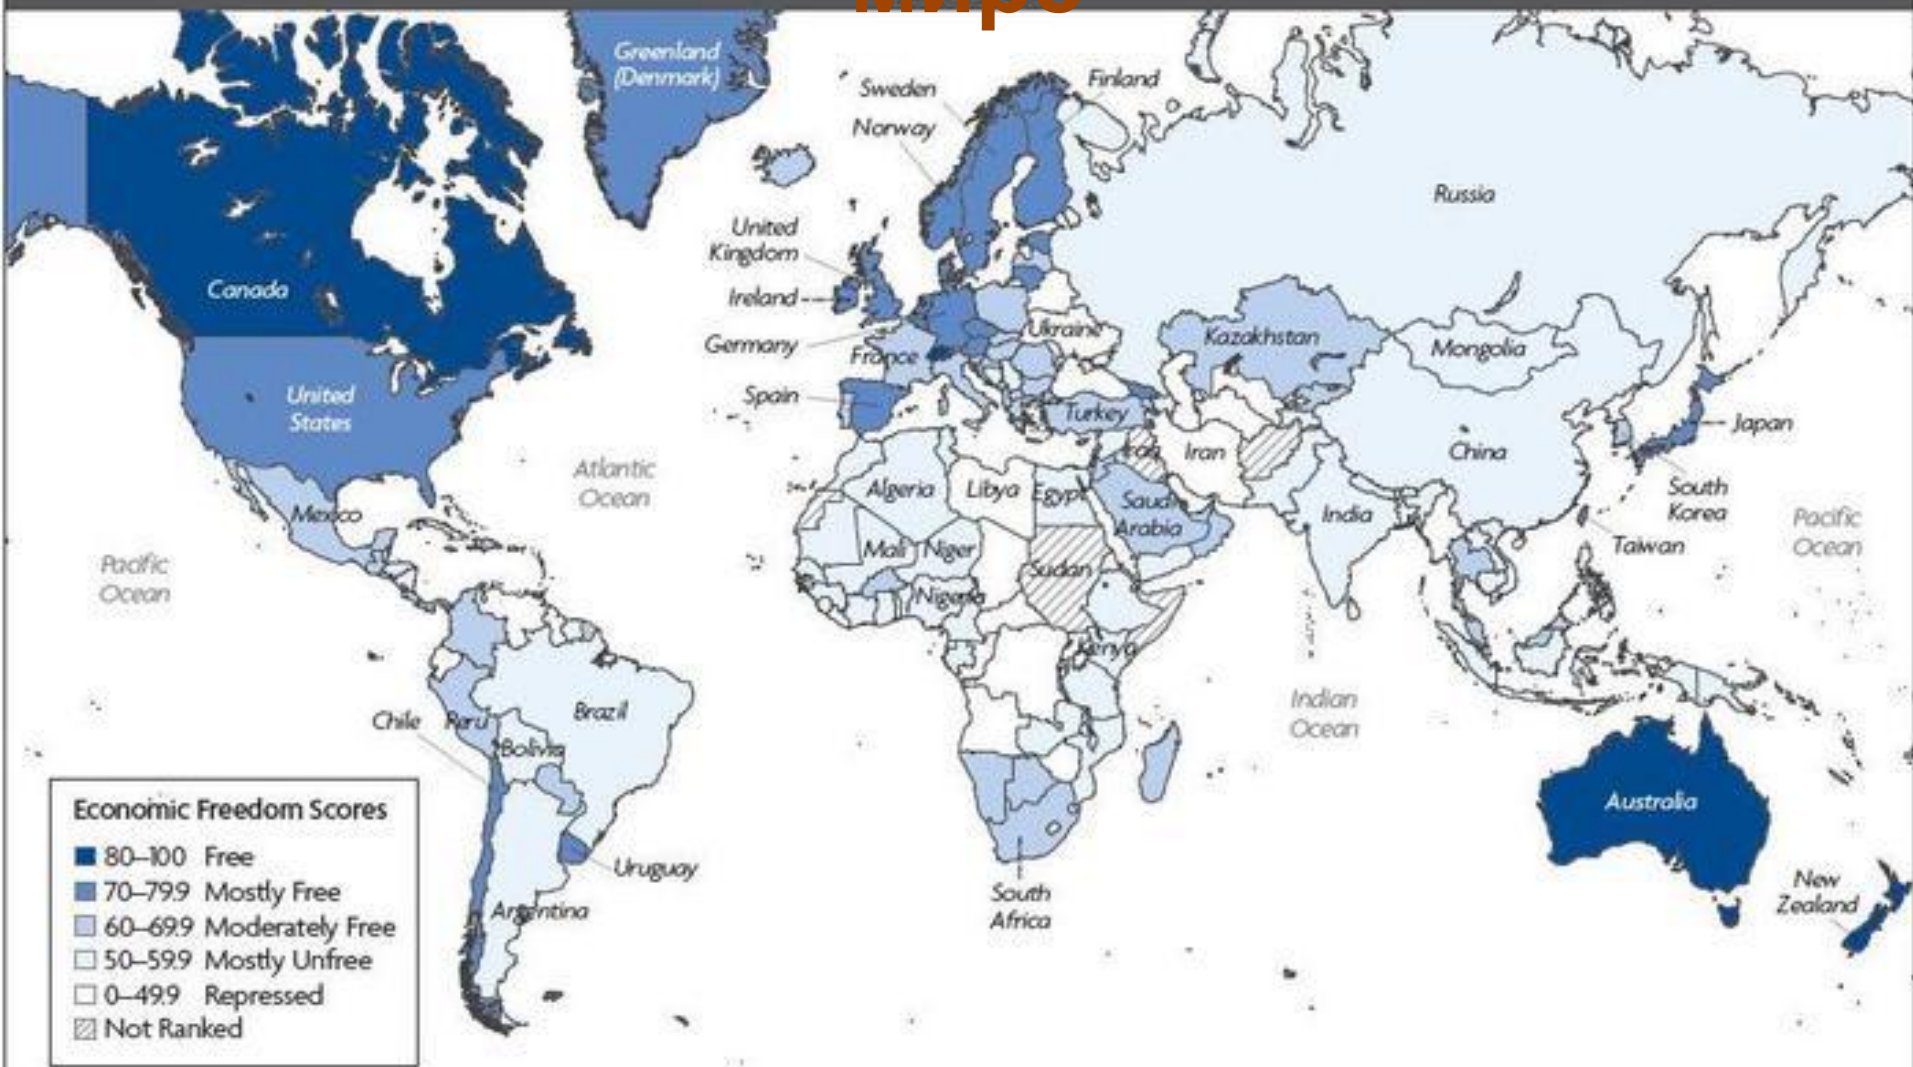 мире
Greenland
(Denmark)
Sweden
Finland
Norway
Russia
United
Kingdom
Canada
Ireland
Germany
Ukraine
Kazakhstan
Mongolia
France
United
States
Spain
Turkey
Japan
Iraq
Iran
China
Atlantic
Ocean
Algeria
Libya
Egypt
Saudi
Arabia
India
South
Korea
Mexico
Pacific
Ocean
Taiwan
Pacific
Ocean
Mali
Niger
Sudan
Nigeria
Kenya
Indian
Ocean
Chile
Peru
Brazil
Bolivia
Australia
Uruguay
New
Zealand
South
Africa
Argentina
Economic Freedom Scores
80–100 Free
70–79.9 Mostly Free
60–69.9 Moderately Free
50–59.9 Mostly Unfree
0–49.9 Repressed
Not Ranked